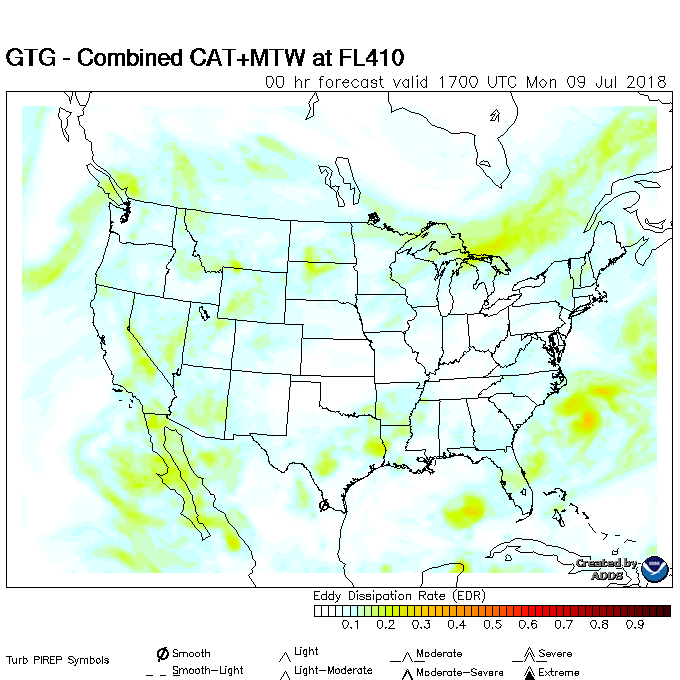 GTG - Combined CAT+MTW at FL410
00 hr forecast valid 1700 UTC Mon 09 Jul 2018
Created by
ADDS
Eddy Dissipation Rate (EDR)
0.1 0.2 0.3 0.4 0.5 0.6 0.7 0.8 0.9
Turb PIREP Symbols
Smooth Light Moderate Severe
Smooth-Light Light-Moderate Moderate-Severe Extreme